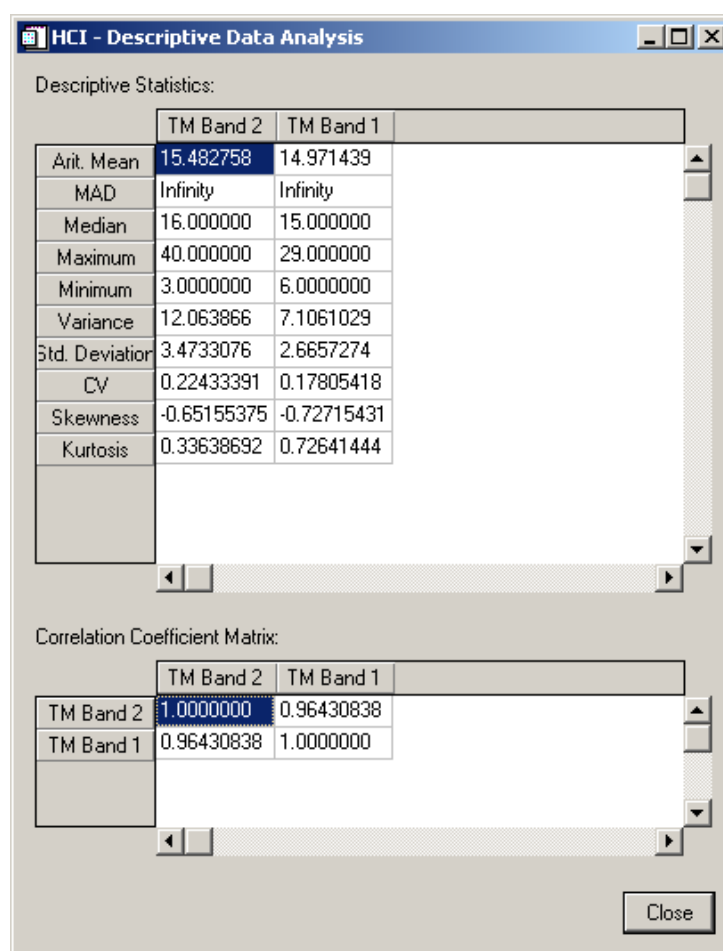 HCI - Descriptive Data Analysis
Descriptive Statistics:
TM Band 2 TM Band 1
Arit. Mean 15.482758 14.971439
MAD Infinity Infinity
Median 16.000000 15.000000
Maximum 40.000000 29.000000
Minimum 3.0000000 6.0000000
Variance 12.063866 7.1061029
Std. Deviation 3.4733076 2.6657274
CV 0.22433391 0.17805418
Skewness -0.65155375 -0.72715431
Kurtosis 0.33638692 0.72641444
Correlation Coefficient Matrix:
TM Band 2 TM Band 1
TM Band 2 1.0000000 0.96430838
TM Band 1 0.96430838 1.0000000
Close